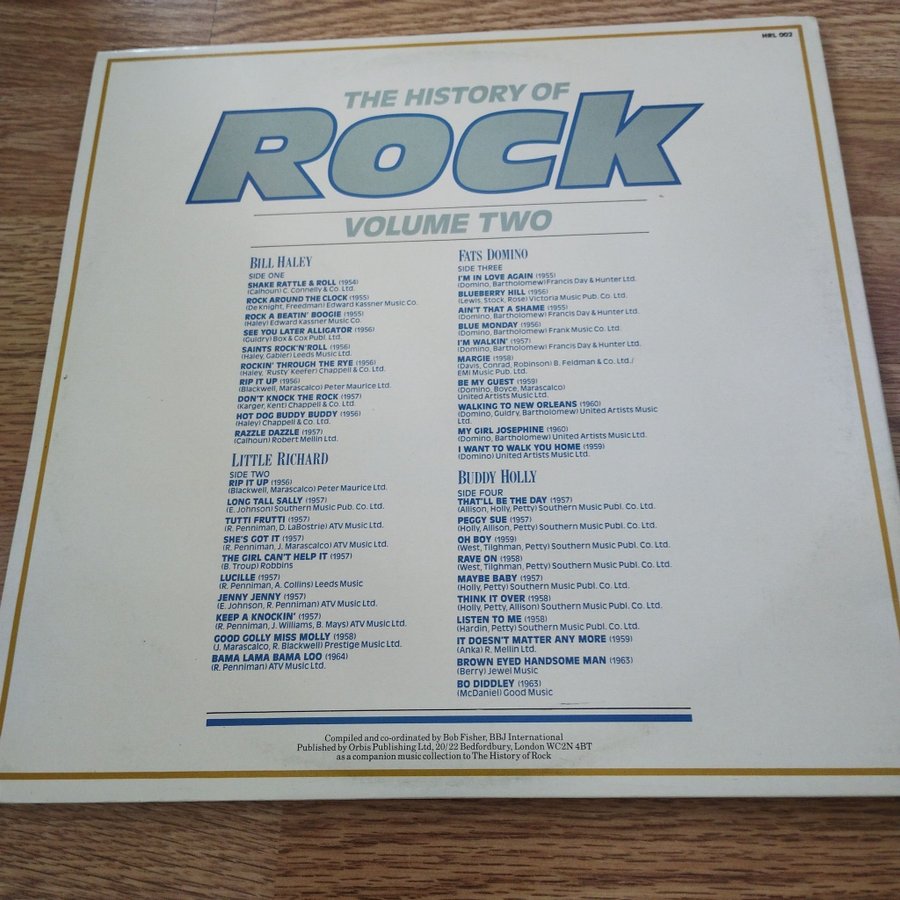 HRL 002
THE HISTORY OF
ROCK
VOLUME TWO
BILL HALEY
SIDE ONE
SHAKE RATTLE & ROLL (1954)
(Calhoun) C. Connelly & Co. Ltd.
ROCK AROUND THE CLOCK (1955)
(De Knight, Freedman) Edward Kassner Music Co.
ROCK A BEATIN' BOOGIE (1955)
(Haley) Edward Kassner Music Co.
SEE YOU LATER ALLIGATOR (1956)
(Guidry) Box & Cox Publ. Ltd.
SAINTS ROCK'N'ROLL (1956)
(Haley, Gabler) Leeds Music Ltd.
ROCKIN' THROUGH THE RYE (1956)
(Haley, 'Rusty' Keefer) Chappell & Co. Ltd.
RIP IT UP (1956)
(Blackwell, Marascalco) Peter Maurice Ltd.
DON'T KNOCK THE ROCK (1957)
(Karger, Kent) Chappell & Co. Ltd.
HOT DOG BUDDY BUDDY (1956)
(Haley) Chappell & Co. Ltd.
RAZZLE DAZZLE (1957)
(Calhoun) Robert Mellin Ltd.
LITTLE RICHARD
SIDE TWO
RIP IT UP (1956)
(Blackwell, Marascalco) Peter Maurice Ltd.
LONG TALL SALLY (1957)
(E. Johnson) Southern Music Pub. Co. Ltd.
TUTTI FRUTTI (1957)
(R. Penniman, D. LaBostrie) ATV Music Ltd.
SHE'S GOT IT (1957)
(R. Penniman, J. Marascalco) ATV Music Ltd.
THE GIRL CAN'T HELP IT (1957)
(B. Troup) Robbins
LUCILLE (1957)
(R. Penniman, A. Collins) Leeds Music
JENNY JENNY (1957)
(E. Johnson, R. Penniman) ATV Music Ltd.
KEEP A KNOCKIN' (1957)
(R. Penniman, J. Williams, B. Mays) ATV Music Ltd.
GOOD GOLLY MISS MOLLY (1958)
(J. Marascalco, R. Blackwell) Prestige Music Ltd.
BAMA LAMA BAMA LOO (1964)
(R. Penniman) ATV Music Ltd.
FATS DOMINO
SIDE THREE
I'M IN LOVE AGAIN (1955)
(Domino, Bartholomew) Francis Day & Hunter Ltd.
BLUEBERRY HILL (1956)
(Lewis, Stock, Rose) Victoria Music Pub. Co. Ltd.
AIN'T THAT A SHAME (1955)
(Domino, Bartholomew) Francis Day & Hunter Ltd.
BLUE MONDAY (1956)
(Domino, Bartholomew) Frank Music Co. Ltd.
I'M WALKIN' (1957)
(Domino, Bartholomew) Francis Day & Hunter Ltd.
MARGIE (1958)
(Davis, Conrad, Robinson) B. Feldman & Co. Ltd./
EMI Music Pub. Ltd.
BE MY GUEST (1959)
(Domino, Boyce, Marascalco)
United Artists Music Ltd.
WALKING TO NEW ORLEANS (1960)
(Domino, Guidry, Bartholomew) United Artists Music
Ltd.
MY GIRL JOSEPHINE (1960)
(Domino, Bartholomew) United Artists Music Ltd.
I WANT TO WALK YOU HOME (1959)
(Domino) United Artists Music Ltd.
BUDDY HOLLY
SIDE FOUR
THAT'LL BE THE DAY (1957)
(Allison, Holly, Petty) Southern Music Publ. Co. Ltd.
PEGGY SUE (1957)
(Holly, Allison, Petty) Southern Music Publ. Co. Ltd.
OH BOY (1959)
(West, Tilghman, Petty) Southern Music Publ. Co. Ltd.
RAVE ON (1958)
(West, Tilghman, Petty) Southern Music Publ. Co. Ltd.
MAYBE BABY (1957)
(Holly, Petty) Southern Music Publ. Co. Ltd.
THINK IT OVER (1958)
(Holly, Petty, Allison) Southern Music Publ. Co. Ltd.
LISTEN TO ME (1958)
(Hardin, Petty) Southern Music Publ. Co. Ltd.
IT DOESN'T MATTER ANY MORE (1959)
(Anka) R. Mellin Ltd.
BROWN EYED HANDSOME MAN (1963)
(Berry) Jewel Music
BO DIDDLEY (1963)
(McDaniel) Good Music
Compiled and co-ordinated by Bob Fisher, BBJ International
Published by Orbis Publishing Ltd, 20/22 Bedfordbury, London WC2N 4BT
as a companion music collection to The History of Rock